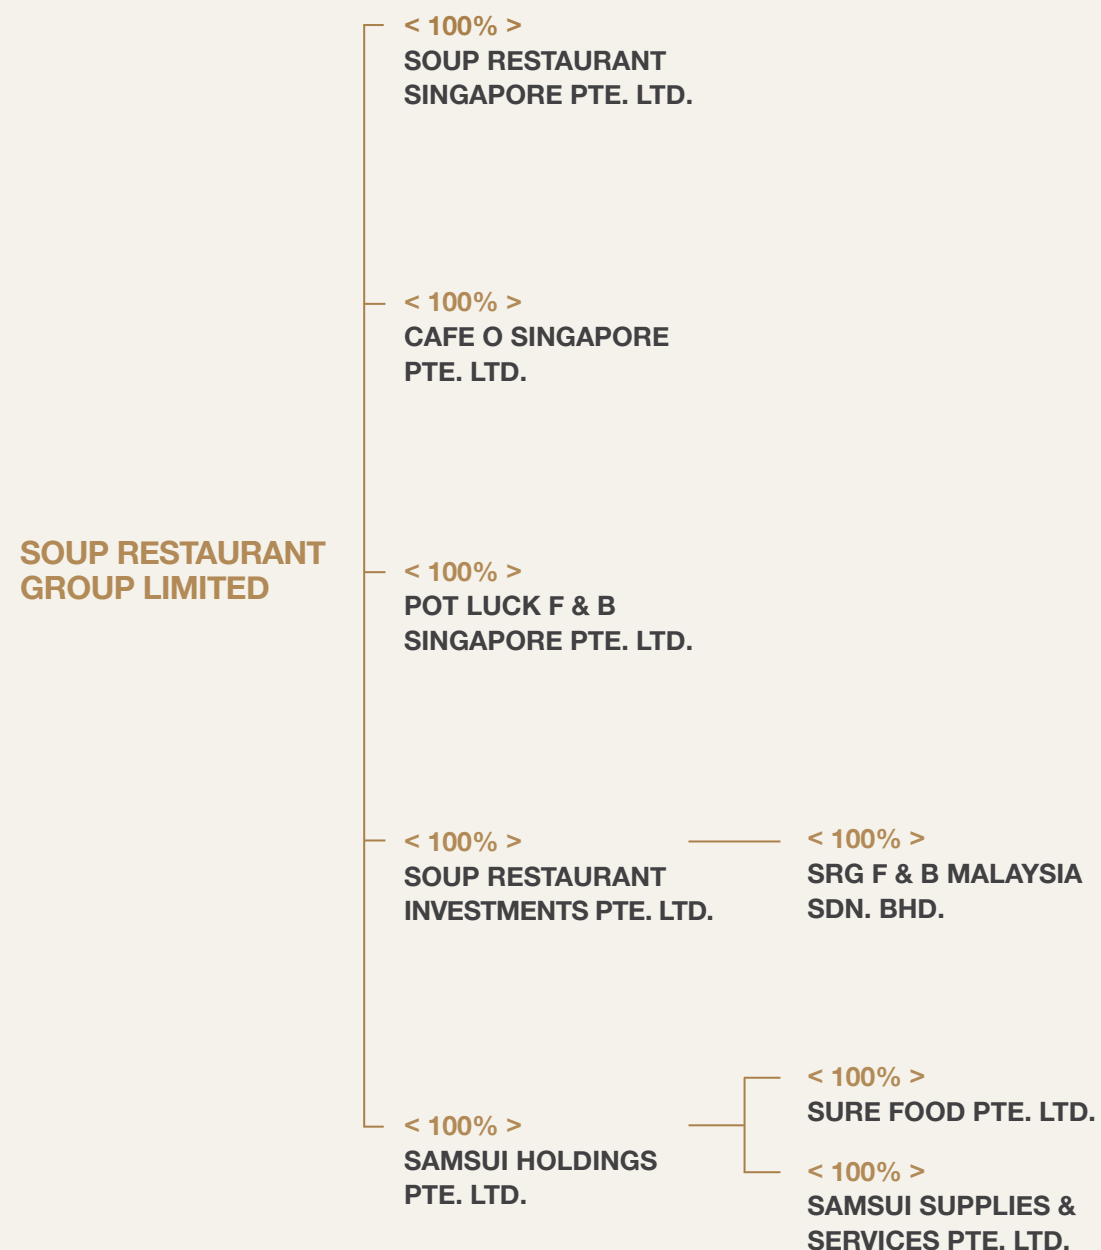 SOUP RESTAURANT
GROUP LIMITED
< 100% >
SOUP RESTAURANT
SINGAPORE PTE. LTD.
< 100% >
CAFE O SINGAPORE
PTE. LTD.
< 100% >
POT LUCK F & B
SINGAPORE PTE. LTD.
< 100% >
SOUP RESTAURANT
INVESTMENTS PTE. LTD.
< 100% >
SRG F & B MALAYSIA
SDN. BHD.
< 100% >
SAMSUI HOLDINGS
PTE. LTD.
< 100% >
SURE FOOD PTE. LTD.
< 100% >
SAMSUI SUPPLIES &
SERVICES PTE. LTD.